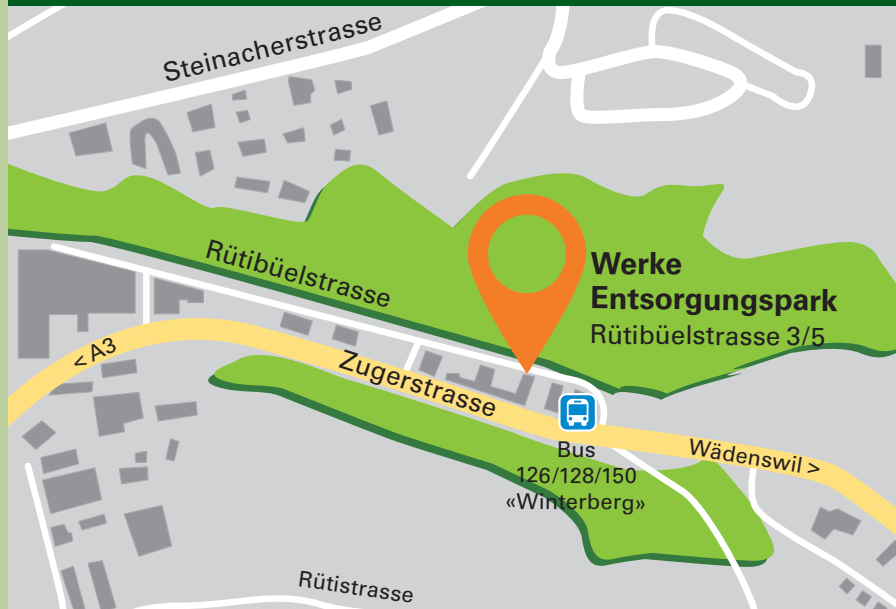 Steinacherstrasse
Rütibüelstrasse
Werke
Entsorgungspark
Rütibüelstrasse 3/5
< A3
Zugerstrasse
Bus
126/128/150
«Winterberg»
Wädenswil >
Rütistrasse